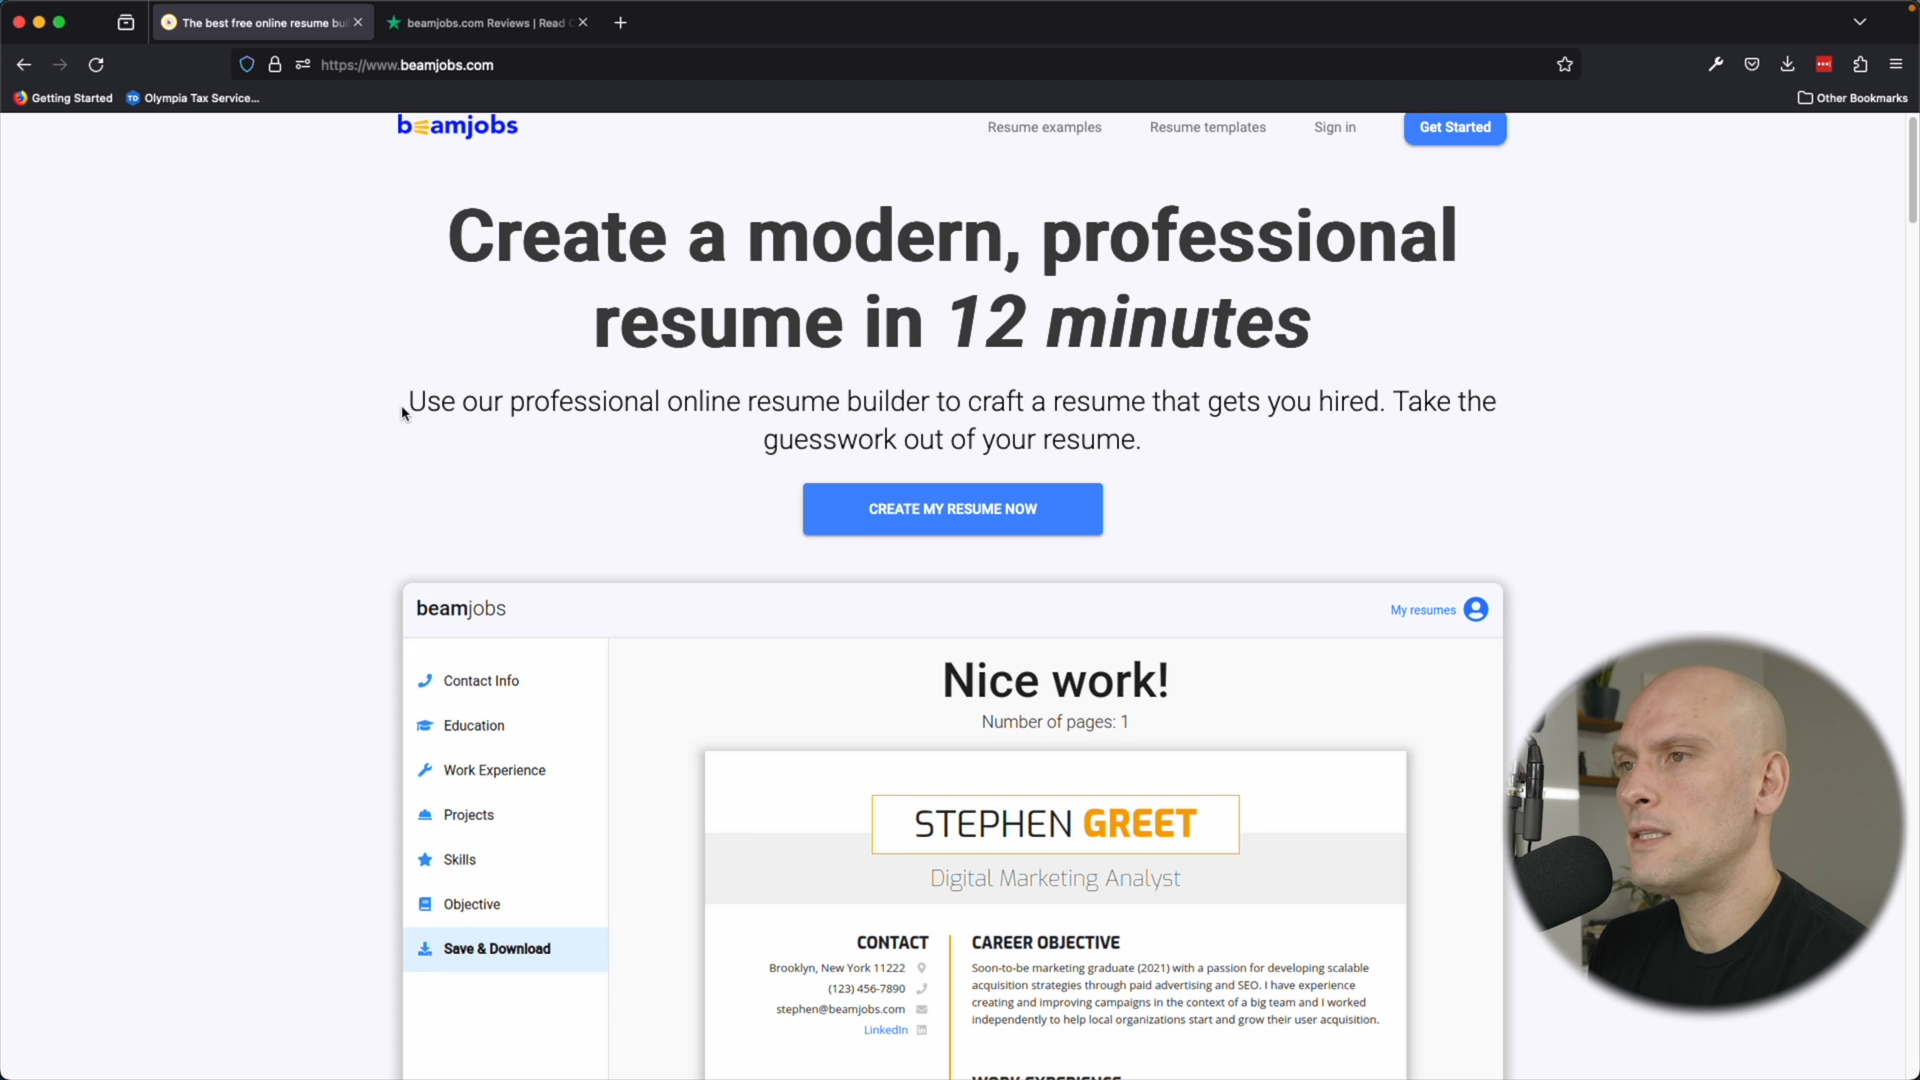 The best free online resume bui
beamjobs.com Reviews | Read
https://www.beamjobs.com
Getting Started
Olympia Tax Service...
Other Bookmarks
beamjobs
Resume examples
Resume templates
Sign in
Get Started
Create a modern, professional
resume in 12 minutes
Use our professional online resume builder to craft a resume that gets you hired. Take the
guesswork out of your resume.
CREATE MY RESUME NOW
beamjobs
My resumes
Contact Info
Education
Work Experience
Projects
Skills
Objective
Save & Download
Nice work!
Number of pages: 1
STEPHEN GREET
Digital Marketing Analyst
CONTACT
Brooklyn, New York 11222
(123) 456-7890
stephen@beamjobs.com
LinkedIn
CAREER OBJECTIVE
Soon-to-be marketing graduate (2021) with a passion for developing scalable
acquisition strategies through paid advertising and SEO. I have experience
creating and improving campaigns in the context of a big team and I worked
independently to help local organizations start and grow their user acquisition.
WORK EXPERIENCE